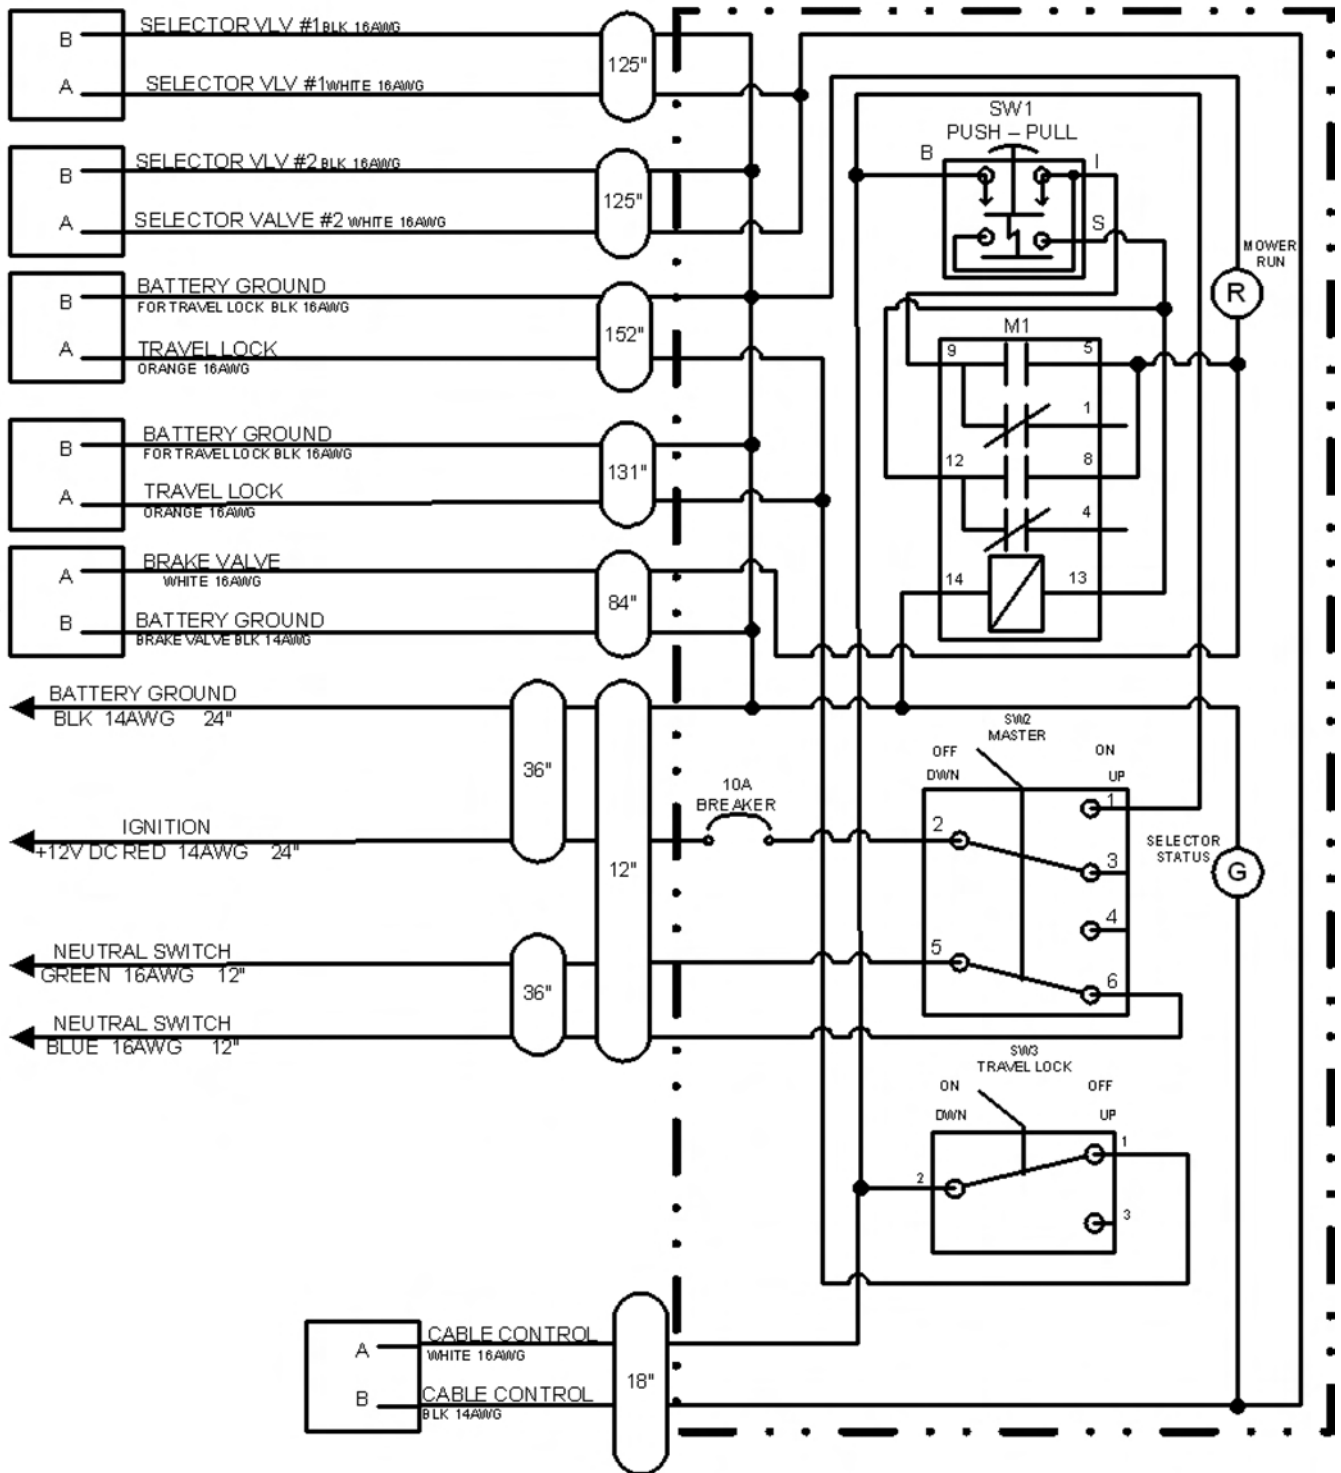 B SELECTOR VLV #1 BLK 16AWG
A SELECTOR VLV #1 WHITE 16AWG
125"
B SELECTOR VLV #2 BLK 16AWG
A SELECTOR VALVE #2 WHITE 16AWG
125"
B BATTERY GROUND
FOR TRAVEL LOCK BLK 16AWG
A TRAVEL LOCK
ORANGE 16AWG
152"
B BATTERY GROUND
FOR TRAVEL LOCK BLK 16AWG
A TRAVEL LOCK
ORANGE 16AWG
131"
A BRAKE VALVE
WHITE 16AWG
B BATTERY GROUND
BRAKE VALVE BLK 14AWG
84"
BATTERY GROUND
BLK 14AWG 24"
36"
IGNITION
+12V DC RED 14AWG 24"
12"
NEUTRAL SWITCH
GREEN 16AWG 12"
36"
NEUTRAL SWITCH
BLUE 16AWG 12"
A CABLE CONTROL
WHITE 16AWG
B CABLE CONTROL
BLK 14AWG
18"
SW1
PUSH - PULL
B I
S
MOWER
RUN
R
M1
9 5
1
12 8
4
14 13
10A
BREAKER
SW2
MASTER
OFF ON
DWN UP
1
2
3
4
5
6
SELECTOR
STATUS
G
SW3
TRAVEL LOCK
ON OFF
DWN UP
1
2
3